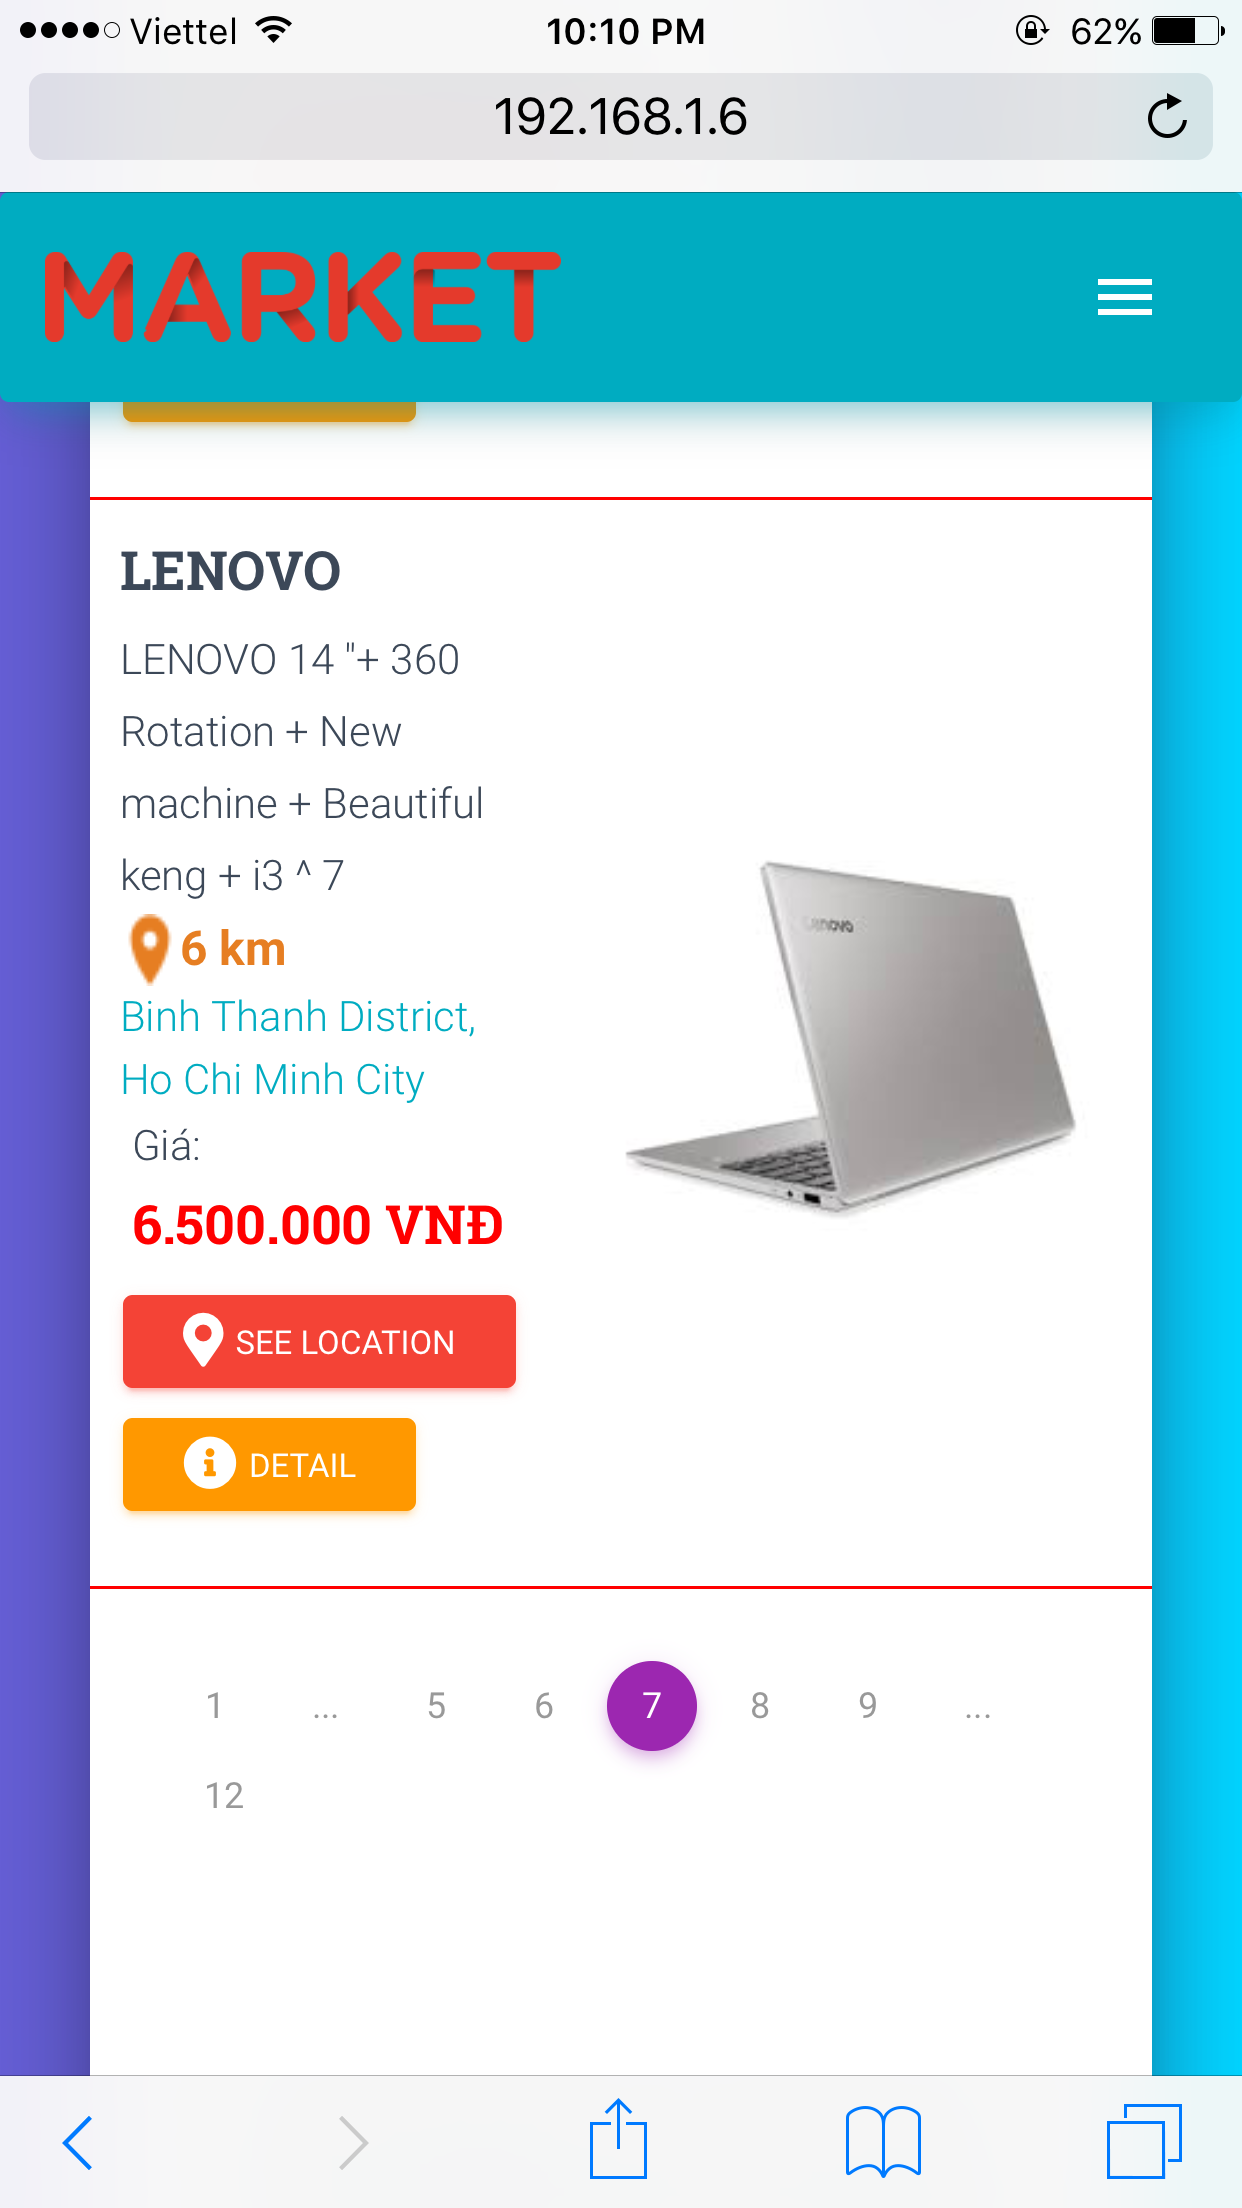 Viettel 10:10 PM 62%
192.168.1.6
MARKET
LENOVO
LENOVO 14 "+ 360
Rotation + New
machine + Beautiful
keng + i3 ^ 7
Lenovo
6 km
Binh Thanh District,
Ho Chi Minh City
Giá:
6.500.000 VNĐ
SEE LOCATION
DETAIL
1 ... 5 6 7 8 9 ...
12